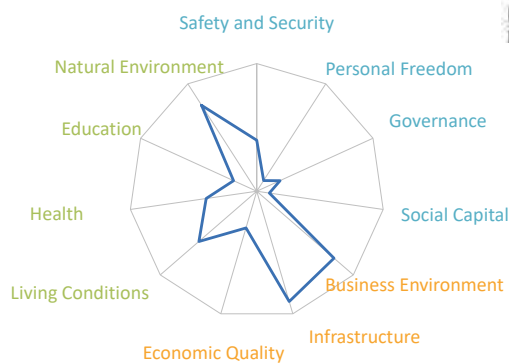 Safety and Security
Natural Environment
Personal Freedom
Education
Governance
Health
Social Capital
Living Conditions
Business Environment
Infrastructure
Economic Quality